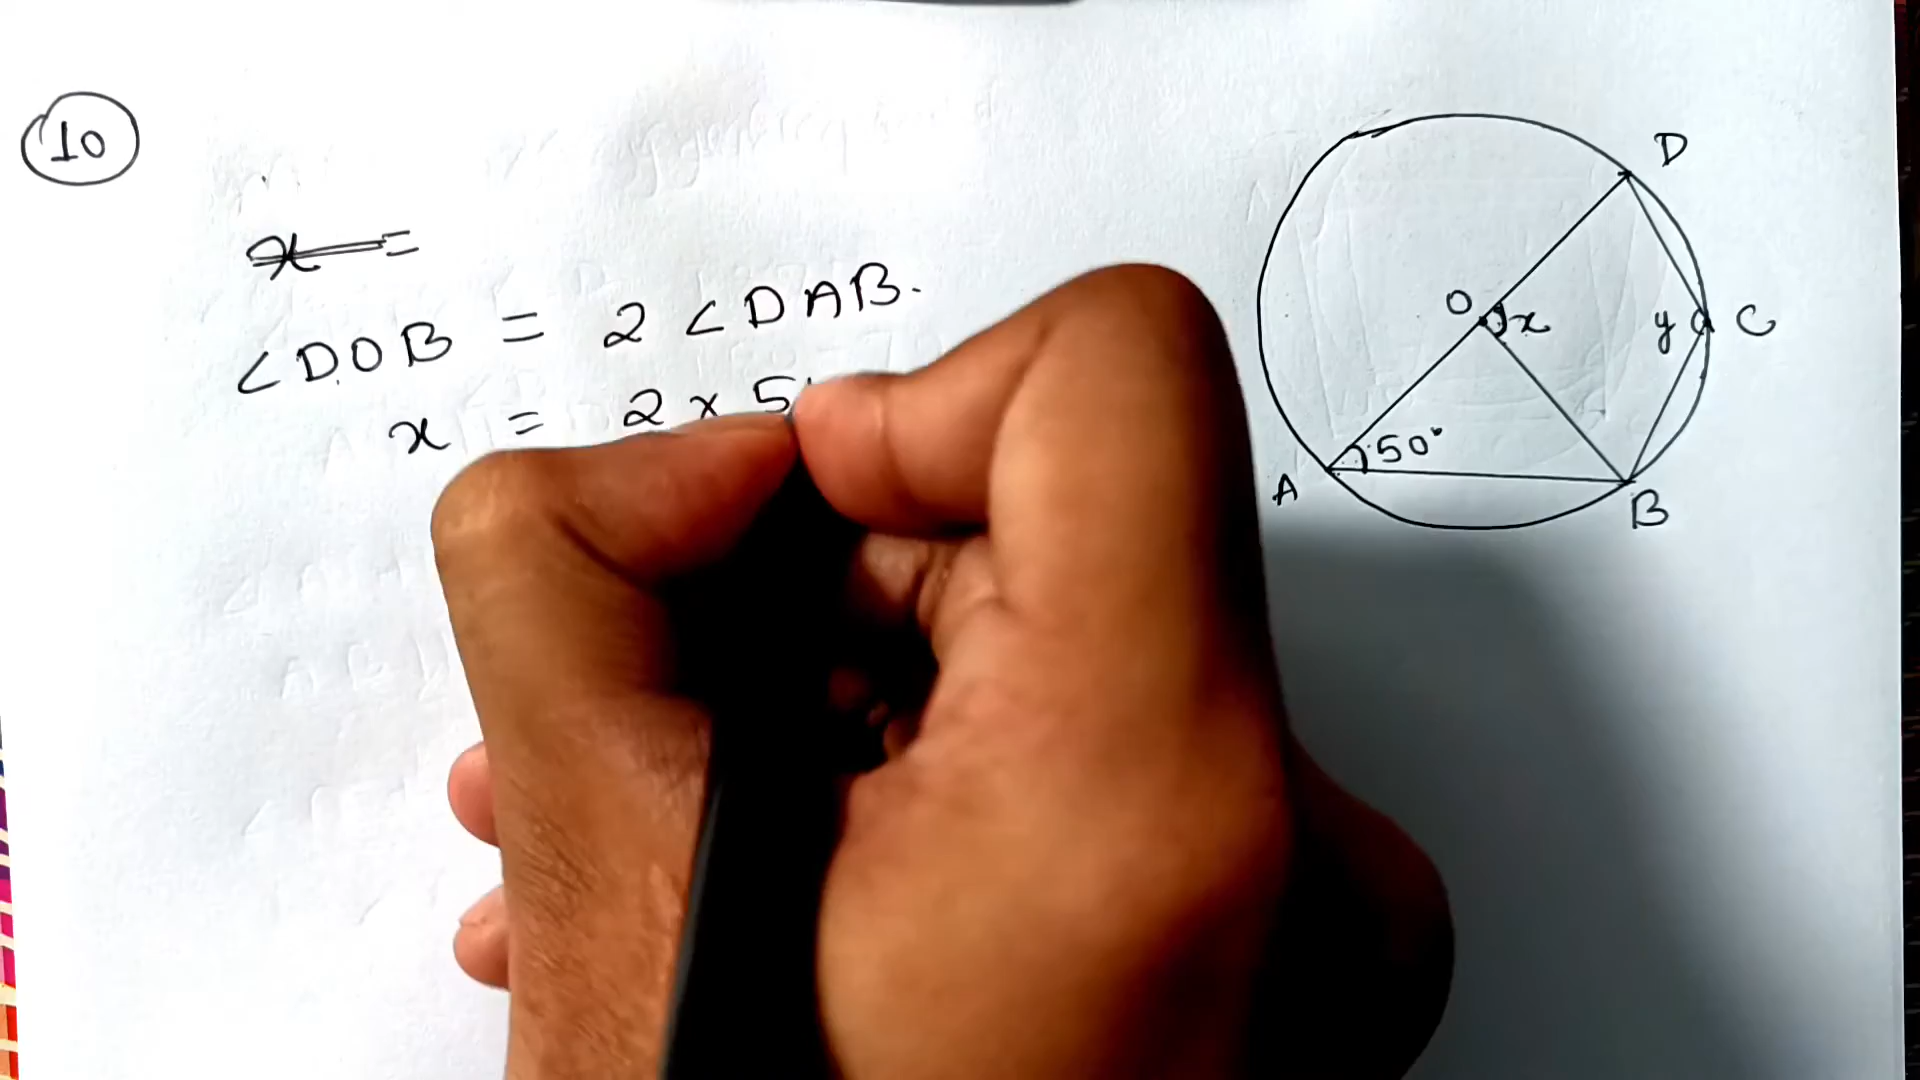 10
x =
∠DOB = 2 ∠DAB.
x = 2 × 5
D
O x y C
50°
A
B